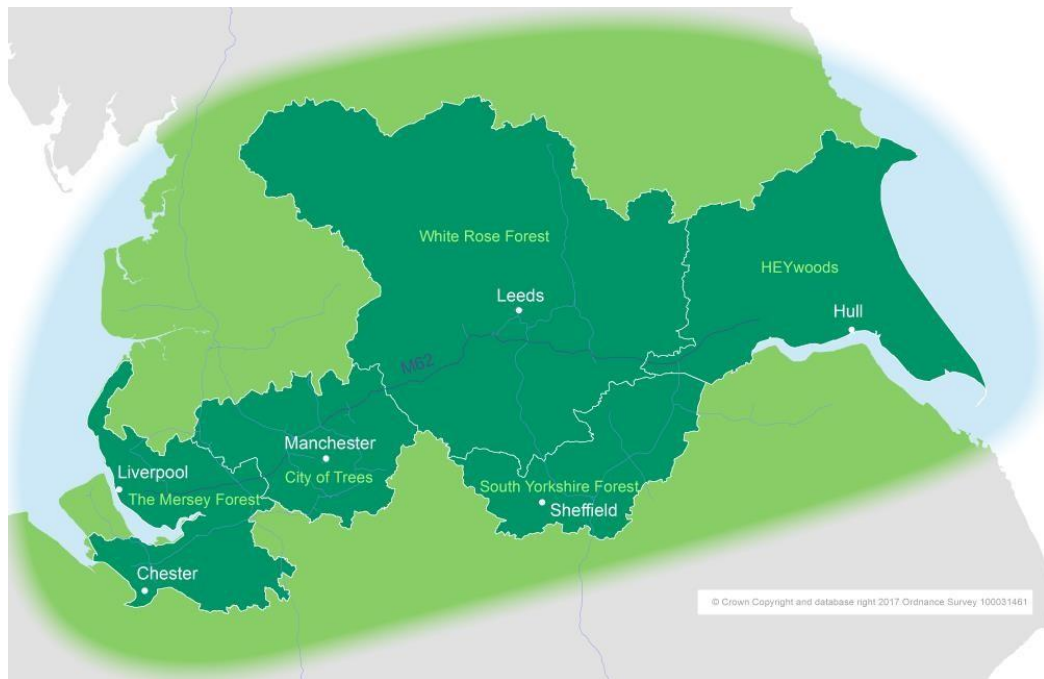 White Rose Forest
HEYwoods
Leeds
Hull
M62
Manchester
City of Trees
Liverpool
The Mersey Forest
South Yorkshire Forest
Sheffield
Chester
© Crown Copyright and database right 2017 Ordnance Survey 100031461